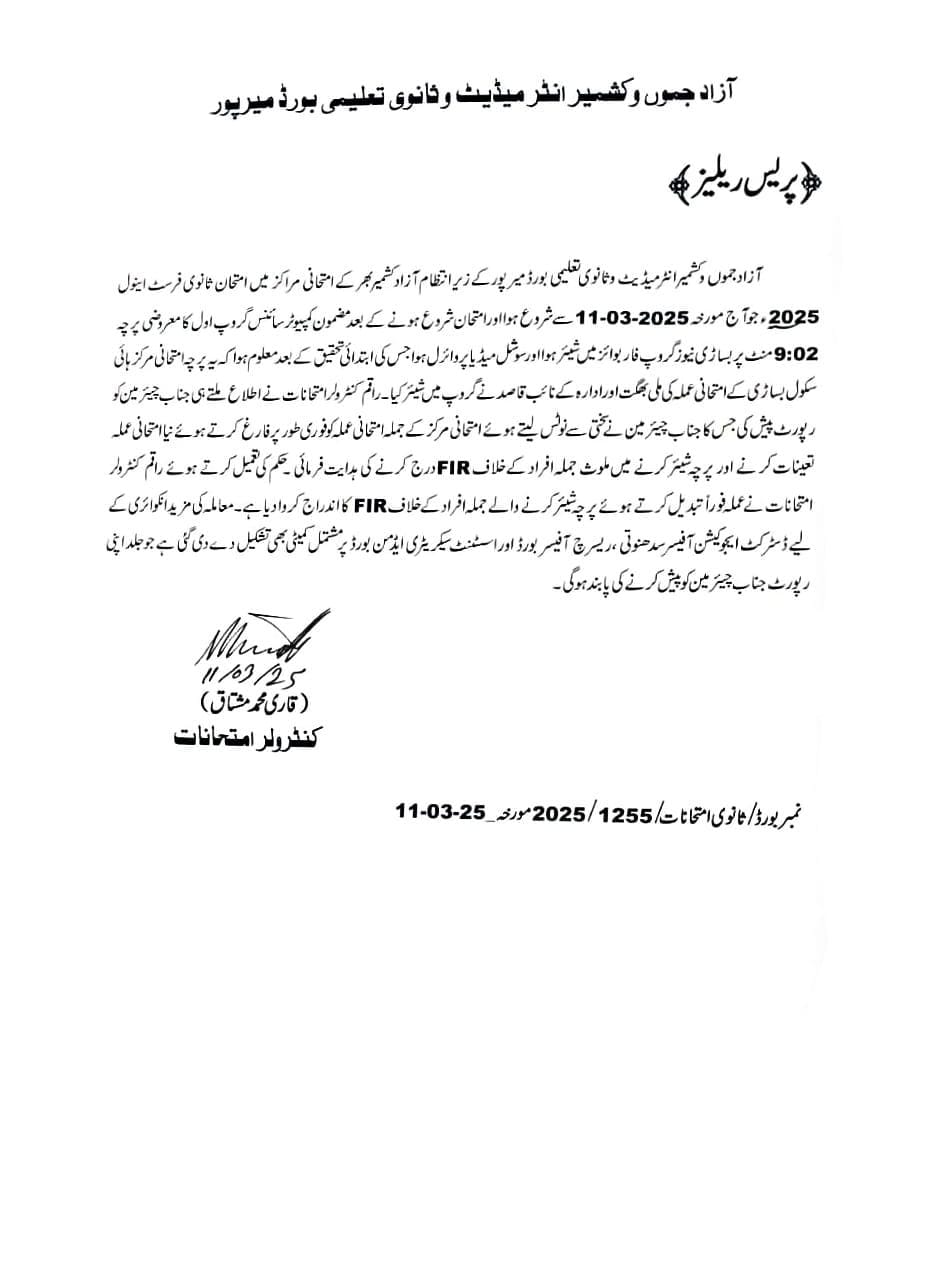 آزاد جموں و کشمیر انٹر میڈیٹ و ثانوی تعلیمی بورڈ میرپور
﴿پریس ریلیز﴾
آزاد جموں و کشمیر انٹرمیڈیٹ و ثانوی تعلیمی بورڈ میرپور کے زیر انتظام آزاد کشمیر بھر کے امتحانی مراکز میں امتحان ثانوی فرسٹ اینول
2025ء جو آج مورخہ 2025-03-11 سے شروع ہوا اور امتحان شروع ہونے کے بعد مضمون کمپیوٹر سائنس گروپ اول کا معروضی پرچہ
9:02 منٹ پر بساڑی نیوز گروپ فار بوائز میں شیئر ہوا اور سوشل میڈیا پر وائرل ہوا جس کی ابتدائی تحقیق کے بعد معلوم ہوا کہ یہ پرچہ امتحانی مرکز ہائی
سکول بساڑی کے امتحانی عملہ کی ملی بھگت اور ادارہ کے نائب قاصد نے گروپ میں شیئر کیا۔ راقم کنٹرولر امتحانات نے اطلاع ملتے ہی جناب چیئرمین کو
رپورٹ پیش کی جس کا جناب چیئرمین نے سختی سے نوٹس لیتے ہوئے امتحانی مرکز کے جملہ امتحانی عملہ کو فوری طور پر فارغ کرتے ہوئے نیا امتحانی عملہ
تعینات کرنے اور پرچہ شیئر کرنے میں ملوث جملہ افراد کے خلاف FIR درج کرنے کی ہدایت فرمائی۔ حکم کی تعمیل کرتے ہوئے راقم کنٹرولر
امتحانات نے عملہ فوراً تبدیل کرتے ہوئے پرچہ شیئر کرنے والے جملہ افراد کے خلاف FIR کا اندراج کروا دیا ہے۔ معاملہ کی مزید انکوائری کے
لیے ڈسٹرکٹ ایجوکیشن آفیسر سدھنوتی، ریسرچ آفیسر بورڈ اور اسسٹنٹ سیکریٹری ایڈمن بورڈ پر مشتمل کمیٹی بھی تشکیل دے دی گئی ہے جو جلد اپنی
رپورٹ جناب چیئرمین کو پیش کرنے کی پابند ہوگی۔
11/03/25
(قاری محمد مشتاق)
کنٹرولر امتحانات
نمبر بورڈ/ثانوی امتحانات/1255/2025 مورخہ_25-03-11